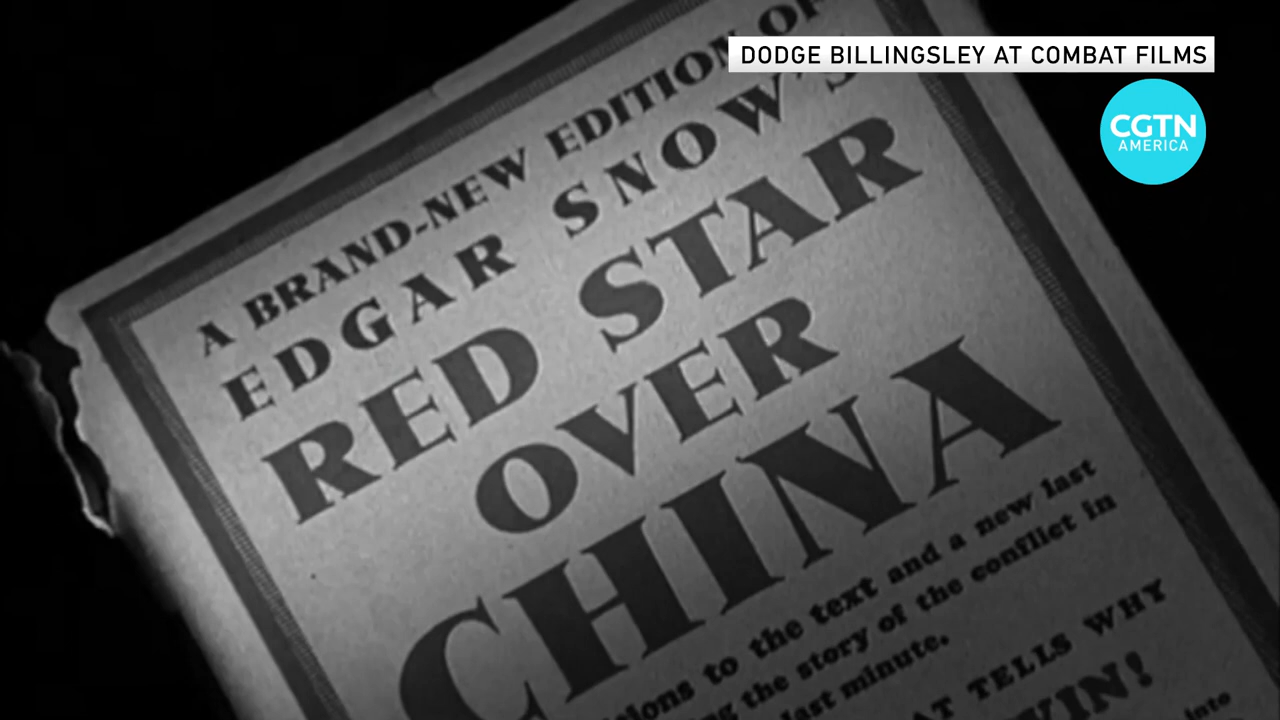 DODGE BILLINGSLEY AT COMBAT FILMS
CGTN
AMERICA
A BRAND-NEW EDITION OF
EDGAR SNOW'S
RED STAR
OVER
CHINA
to the text and a new last
the story of the conflict in
last minute.
TELLS WHY
into